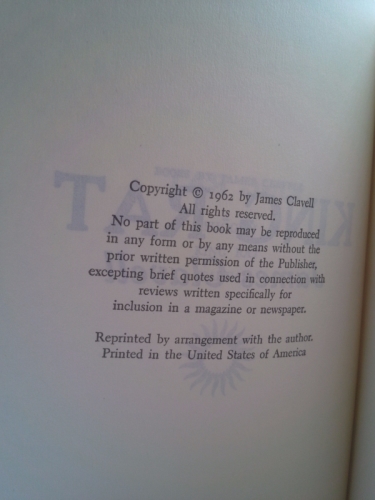 Copyright © 1962 by James Clavell
All rights reserved.
No part of this book may be reproduced
in any form or by any means without the
prior written permission of the Publisher,
excepting brief quotes used in connection with
reviews written specifically for
inclusion in a magazine or newspaper.
Reprinted by arrangement with the author.
Printed in the United States of America